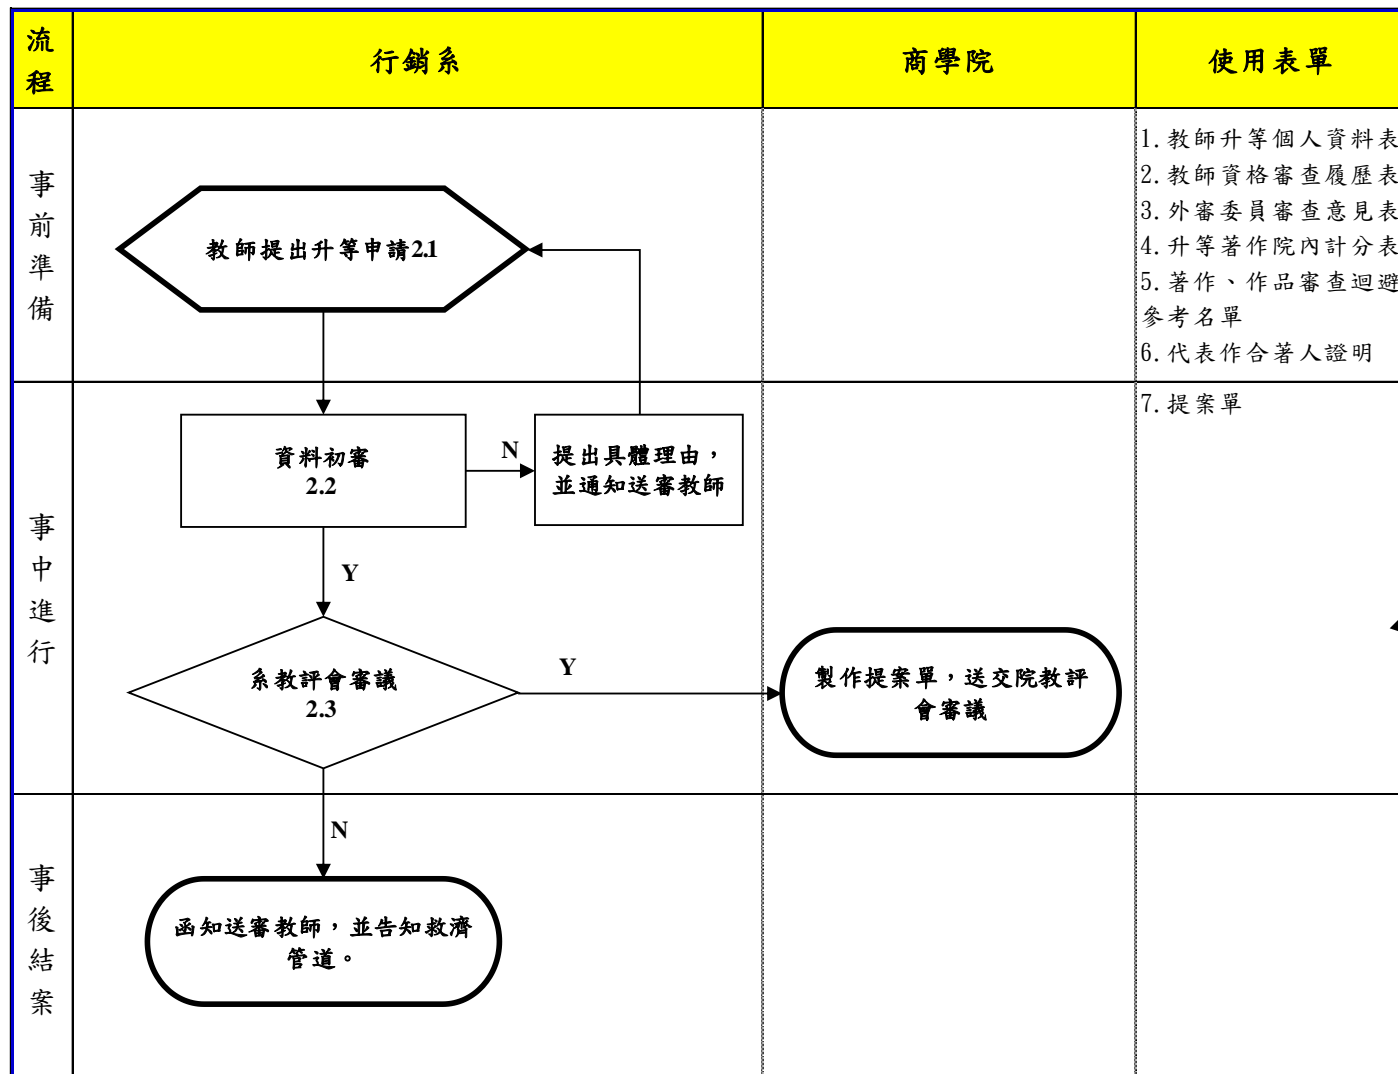 流
程
行銷系
商學院
使用表單
事
前
準
備
教師提出升等申請2.1
1.教師升等個人資料表
2.教師資格審查履歷表
3.外審委員審查意見表
4.升等著作院內計分表
5.著作、作品審查迴避
參考名單
6.代表作合著人證明
事
中
進
行
資料初審
2.2
N
提出具體理由，
並通知送審教師
7.提案單
Y
系教評會審議
2.3
Y
製作提案單，送交院教評
會審議
事
後
結
案
N
函知送審教師，並告知救濟
管道。